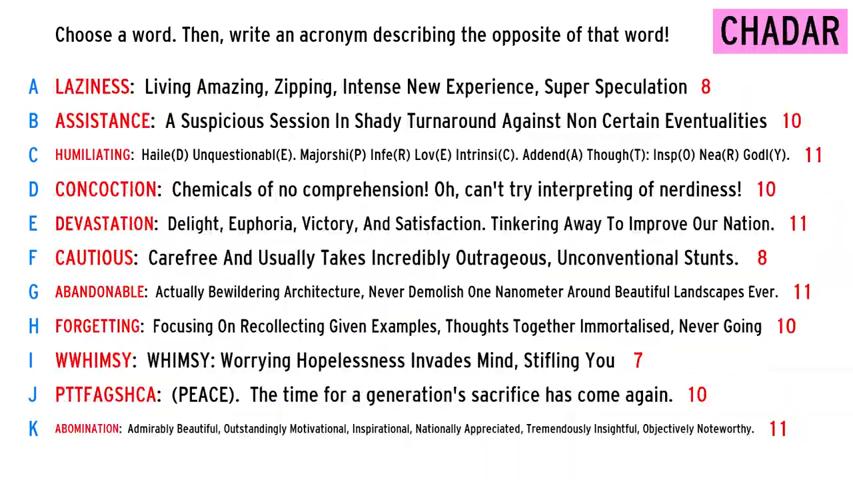 Choose a word. Then, write an acronym describing the opposite of that word!
CHADAR
A LAZINESS: Living Amazing, Zipping, Intense New Experience, Super Speculation 8
B ASSISTANCE: A Suspicious Session In Shady Turnaround Against Non Certain Eventualities 10
C HUMILIATING: Haile(D) Unquestionabl(E). Majorshi(P) Infe(R) Lov(E) Intrinsi(C). Addend(A) Though(T): Insp(O) Nea(R) Godl(Y). 11
D CONCOCTION: Chemicals of no comprehension! Oh, can't try interpreting of nerdiness! 10
E DEVASTATION: Delight, Euphoria, Victory, And Satisfaction. Tinkering Away To Improve Our Nation. 11
F CAUTIOUS: Carefree And Usually Takes Incredibly Outrageous, Unconventional Stunts. 8
G ABANDONABLE: Actually Bewildering Architecture, Never Demolish One Nanometer Around Beautiful Landscapes Ever. 11
H FORGETTING: Focusing On Recollecting Given Examples, Thoughts Together Immortalised, Never Going 10
I WWHIMSY: WHIMSY: Worrying Hopelessness Invades Mind, Stifling You 7
J PTTFAGSHCA: (PEACE). The time for a generation's sacrifice has come again. 10
K ABOMINATION: Admirably Beautiful, Outstandingly Motivational, Inspirational, Nationally Appreciated, Tremendously Insightful, Objectively Noteworthy. 11